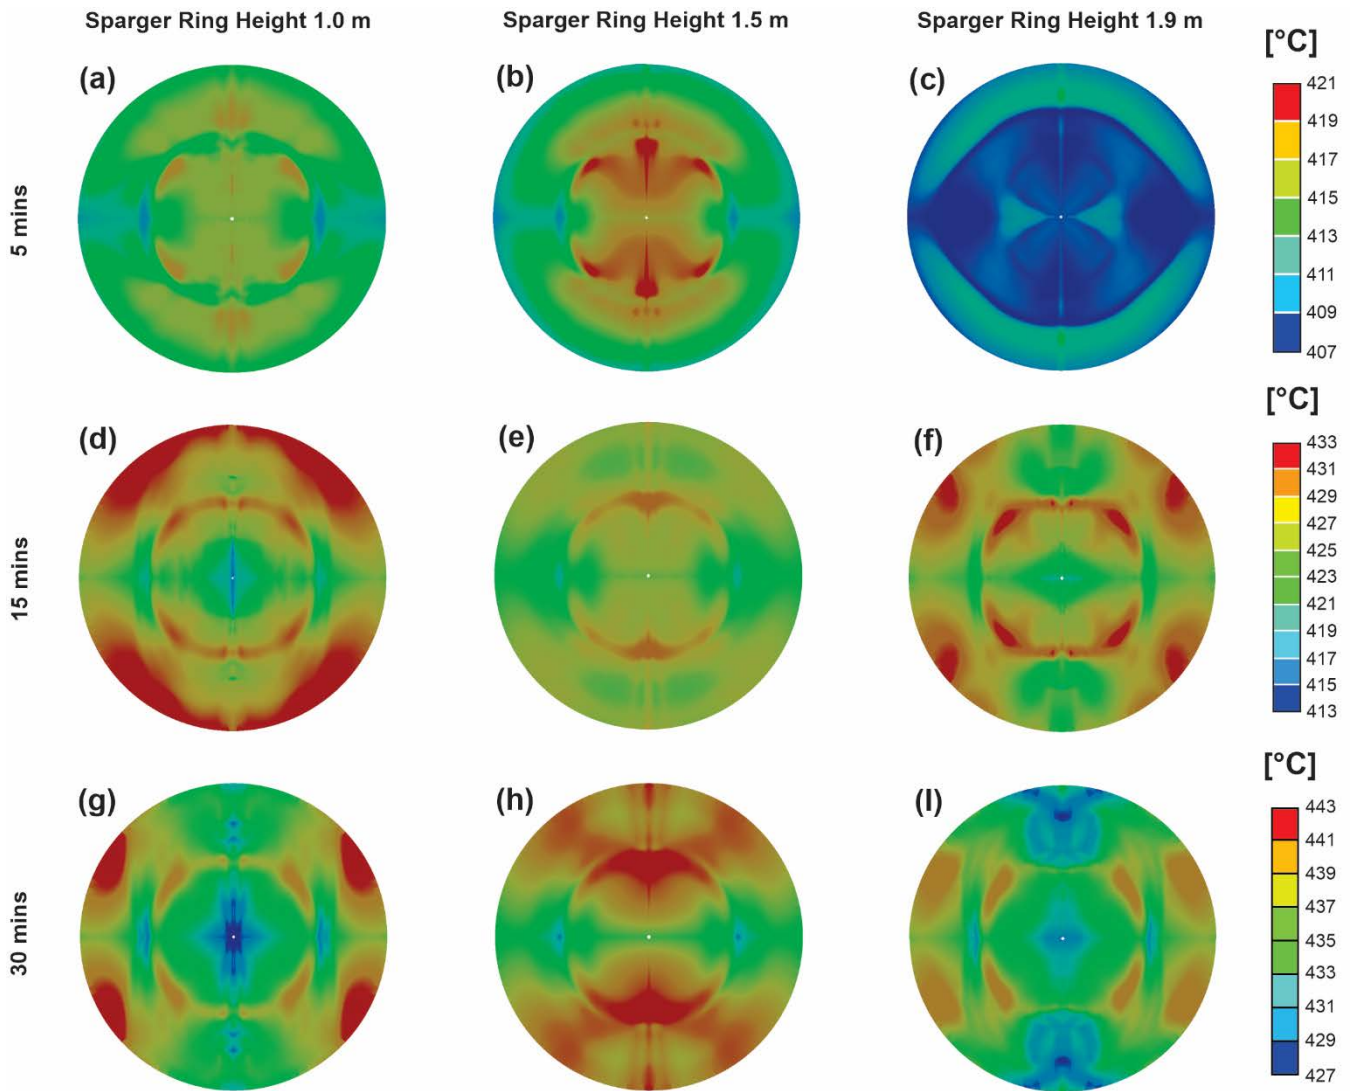 Sparger Ring Height 1.0 m
Sparger Ring Height 1.5 m
Sparger Ring Height 1.9 m
[°C]
(a)
(b)
(c)
5 mins
421
419
417
415
413
411
409
407
[°C]
(d)
(e)
(f)
15 mins
433
431
429
427
425
423
421
419
417
415
413
[°C]
(g)
(h)
(I)
30 mins
443
441
439
437
435
433
431
429
427